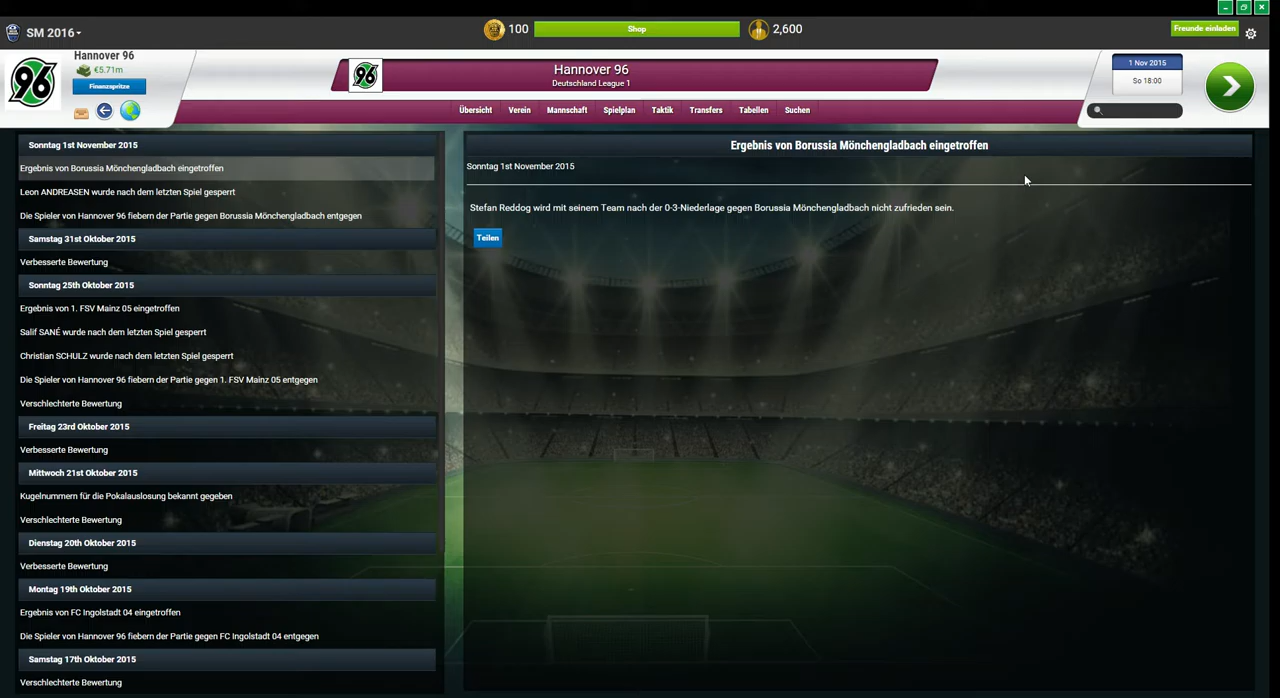 SM 2016
100
Shop
2,600
Freunde einladen
Hannover 96
€5.71m
Finanzspritze
96
96
Hannover 96
Deutschland League 1
1 Nov 2015
So 18:00
Übersicht Verein Mannschaft Spielplan Taktik Transfers Tabellen Suchen
Sonntag 1st November 2015
Ergebnis von Borussia Mönchengladbach eingetroffen
Leon ANDREASEN wurde nach dem letzten Spiel gesperrt
Die Spieler von Hannover 96 fiebern der Partie gegen Borussia Mönchengladbach entgegen
Samstag 31st Oktober 2015
Verbesserte Bewertung
Sonntag 25th Oktober 2015
Ergebnis von 1. FSV Mainz 05 eingetroffen
Salif SANÉ wurde nach dem letzten Spiel gesperrt
Christian SCHULZ wurde nach dem letzten Spiel gesperrt
Die Spieler von Hannover 96 fiebern der Partie gegen 1. FSV Mainz 05 entgegen
Verschlechterte Bewertung
Freitag 23rd Oktober 2015
Verbesserte Bewertung
Mittwoch 21st Oktober 2015
Kugelnummern für die Pokalauslosung bekannt gegeben
Verschlechterte Bewertung
Dienstag 20th Oktober 2015
Verbesserte Bewertung
Montag 19th Oktober 2015
Ergebnis von FC Ingolstadt 04 eingetroffen
Die Spieler von Hannover 96 fiebern der Partie gegen FC Ingolstadt 04 entgegen
Samstag 17th Oktober 2015
Verschlechterte Bewertung
Ergebnis von Borussia Mönchengladbach eingetroffen
Sonntag 1st November 2015
Stefan Reddog wird mit seinem Team nach der 0-3-Niederlage gegen Borussia Mönchengladbach nicht zufrieden sein.
Teilen